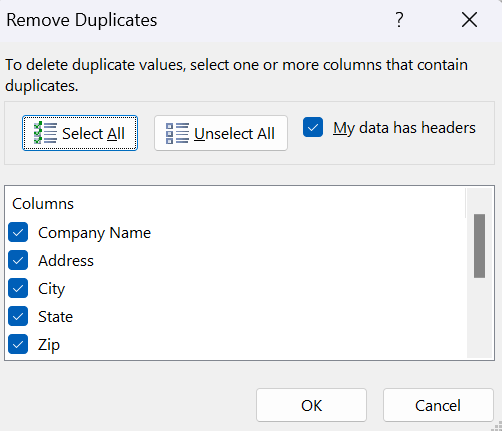 Remove Duplicates ?
To delete duplicate values, select one or more columns that contain
duplicates.
Select All Unselect All My data has headers
Columns
Company Name
Address
City
State
Zip
OK Cancel